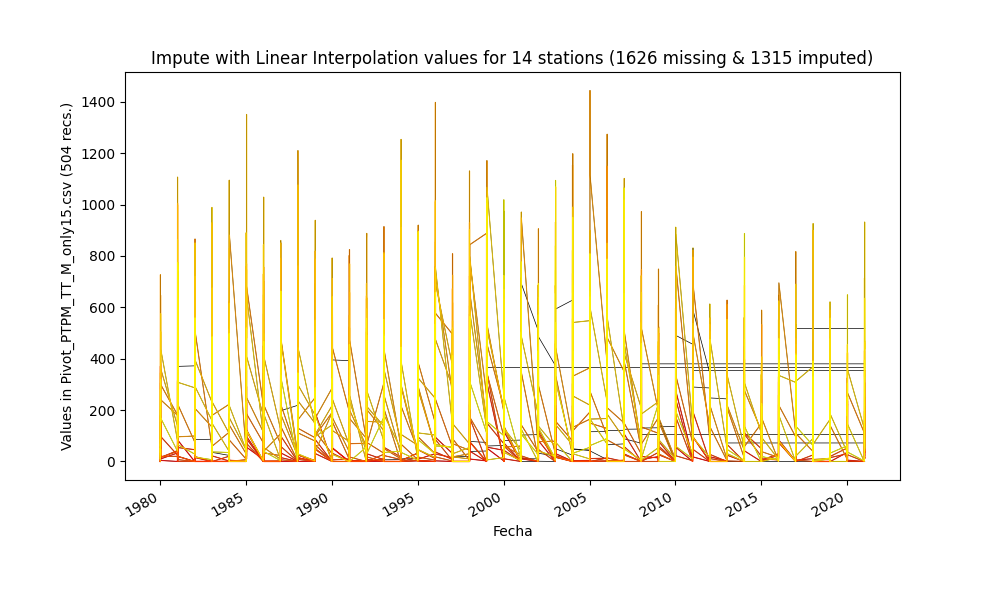 Impute with Linear Interpolation values for 14 stations (1626 missing & 1315 imputed)
Values in Pivot_PTPM_TT_M_only15.csv (504 recs.)
1400
1200
1000
800
600
400
200
0
1980 1985 1990 1995 2000 2005 2010 2015 2020
Fecha